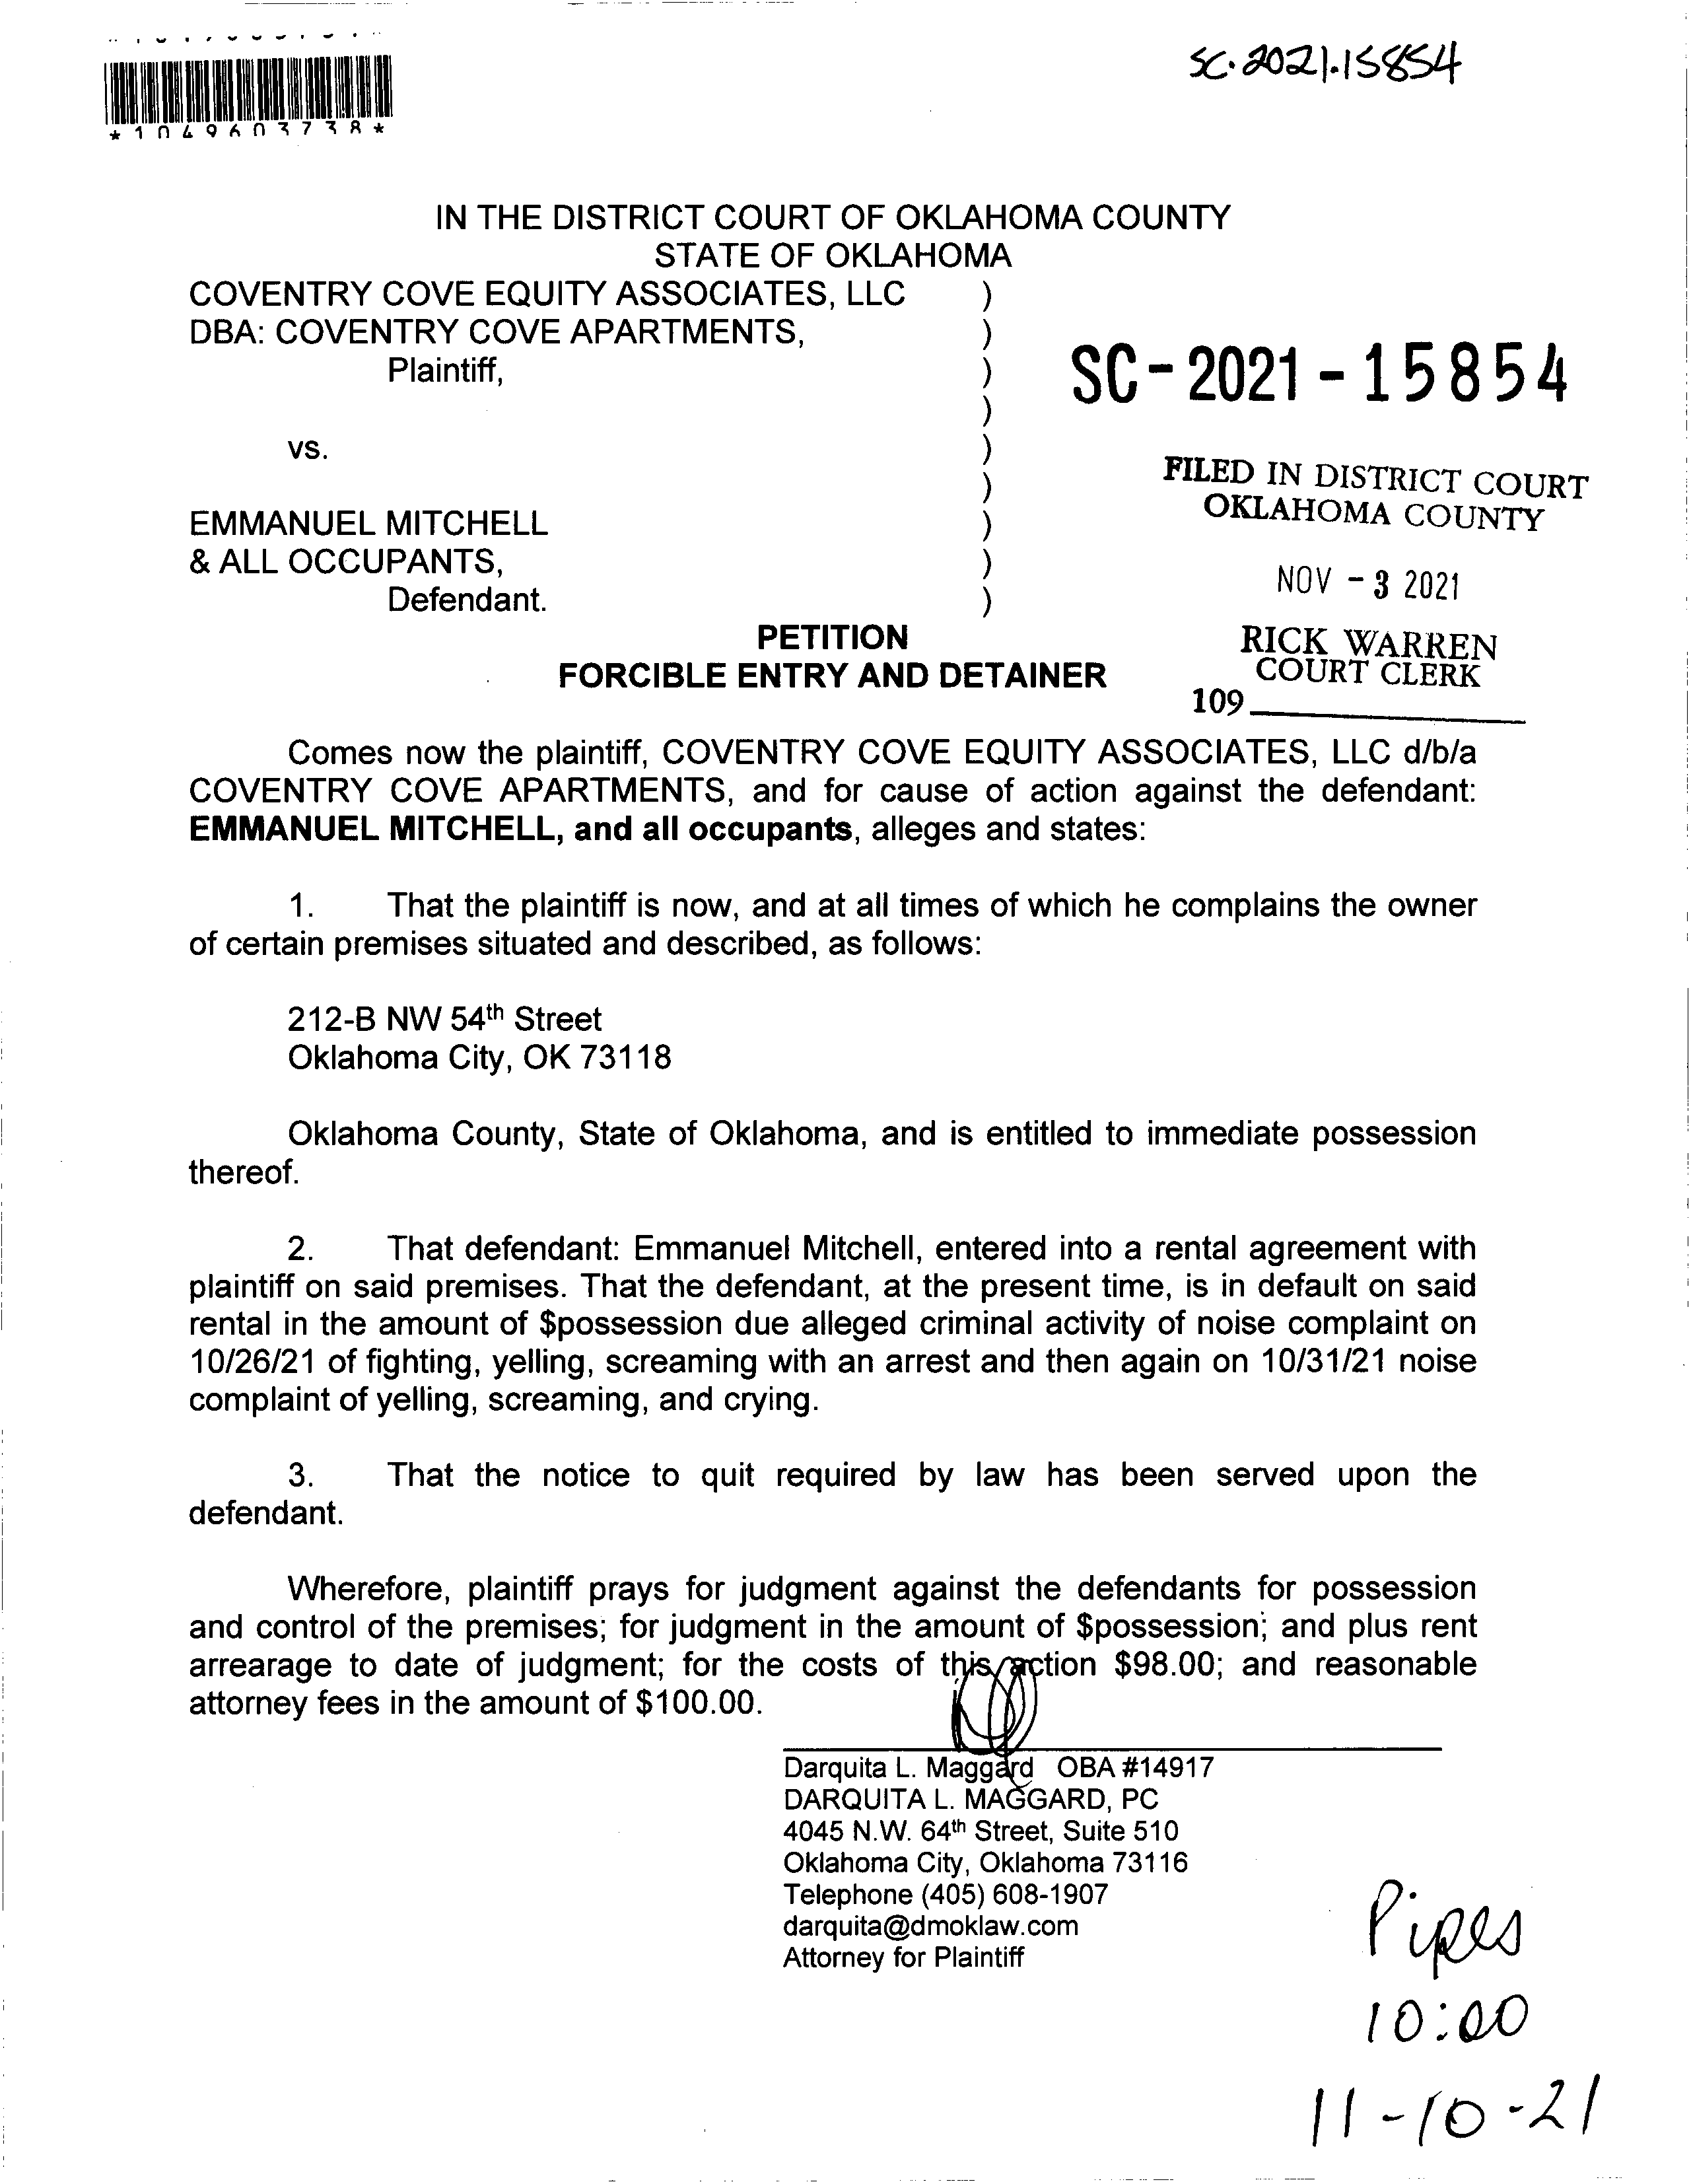 SC-2021-15854
*1049603738*
IN THE DISTRICT COURT OF OKLAHOMA COUNTY
STATE OF OKLAHOMA
COVENTRY COVE EQUITY ASSOCIATES, LLC )
DBA: COVENTRY COVE APARTMENTS, )
Plaintiff, )
SC-2021-15854
)
vs. )
)
FILED IN DISTRICT COURT
OKLAHOMA COUNTY
EMMANUEL MITCHELL )
& ALL OCCUPANTS, )
Defendant. )
NOV - 3 2021
PETITION
FORCIBLE ENTRY AND DETAINER
RICK WARREN
COURT CLERK
109
Comes now the plaintiff, COVENTRY COVE EQUITY ASSOCIATES, LLC d/b/a
COVENTRY COVE APARTMENTS, and for cause of action against the defendant:
EMMANUEL MITCHELL, and all occupants, alleges and states:
1. That the plaintiff is now, and at all times of which he complains the owner
of certain premises situated and described, as follows:
212-B NW 54th Street
Oklahoma City, OK 73118
Oklahoma County, State of Oklahoma, and is entitled to immediate possession
thereof.
2. That defendant: Emmanuel Mitchell, entered into a rental agreement with
plaintiff on said premises. That the defendant, at the present time, is in default on said
rental in the amount of $possession due alleged criminal activity of noise complaint on
10/26/21 of fighting, yelling, screaming with an arrest and then again on 10/31/21 noise
complaint of yelling, screaming, and crying.
3. That the notice to quit required by law has been served upon the
defendant.
Wherefore, plaintiff prays for judgment against the defendants for possession
and control of the premises; for judgment in the amount of $possession; and plus rent
arrearage to date of judgment; for the costs of this action $98.00; and reasonable
attorney fees in the amount of $100.00.
Darquita L. Maggard OBA #14917
DARQUITA L. MAGGARD, PC
4045 N.W. 64th Street, Suite 510
Oklahoma City, Oklahoma 73116
Telephone (405) 608-1907
darquita@dmoklaw.com
Attorney for Plaintiff
Pipes
10:00
11-10-21